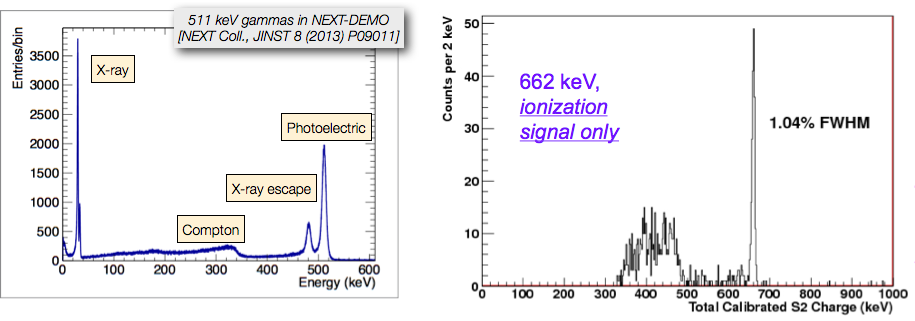 511 keV gammas in NEXT-DEMO
[NEXT Coll., JINST 8 (2013) P09011]
Entries/bin
3500
3000
2500
2000
1500
1000
500
0
X-ray
Photoelectric
X-ray escape
Compton
0 100 200 300 400 500 600
Energy (keV)
Counts per 2 keV
50
40
30
20
10
0
662 keV,
ionization
signal only
1.04% FWHM
0 100 200 300 400 500 600 700 800 900 1000
Total Calibrated S2 Charge (keV)